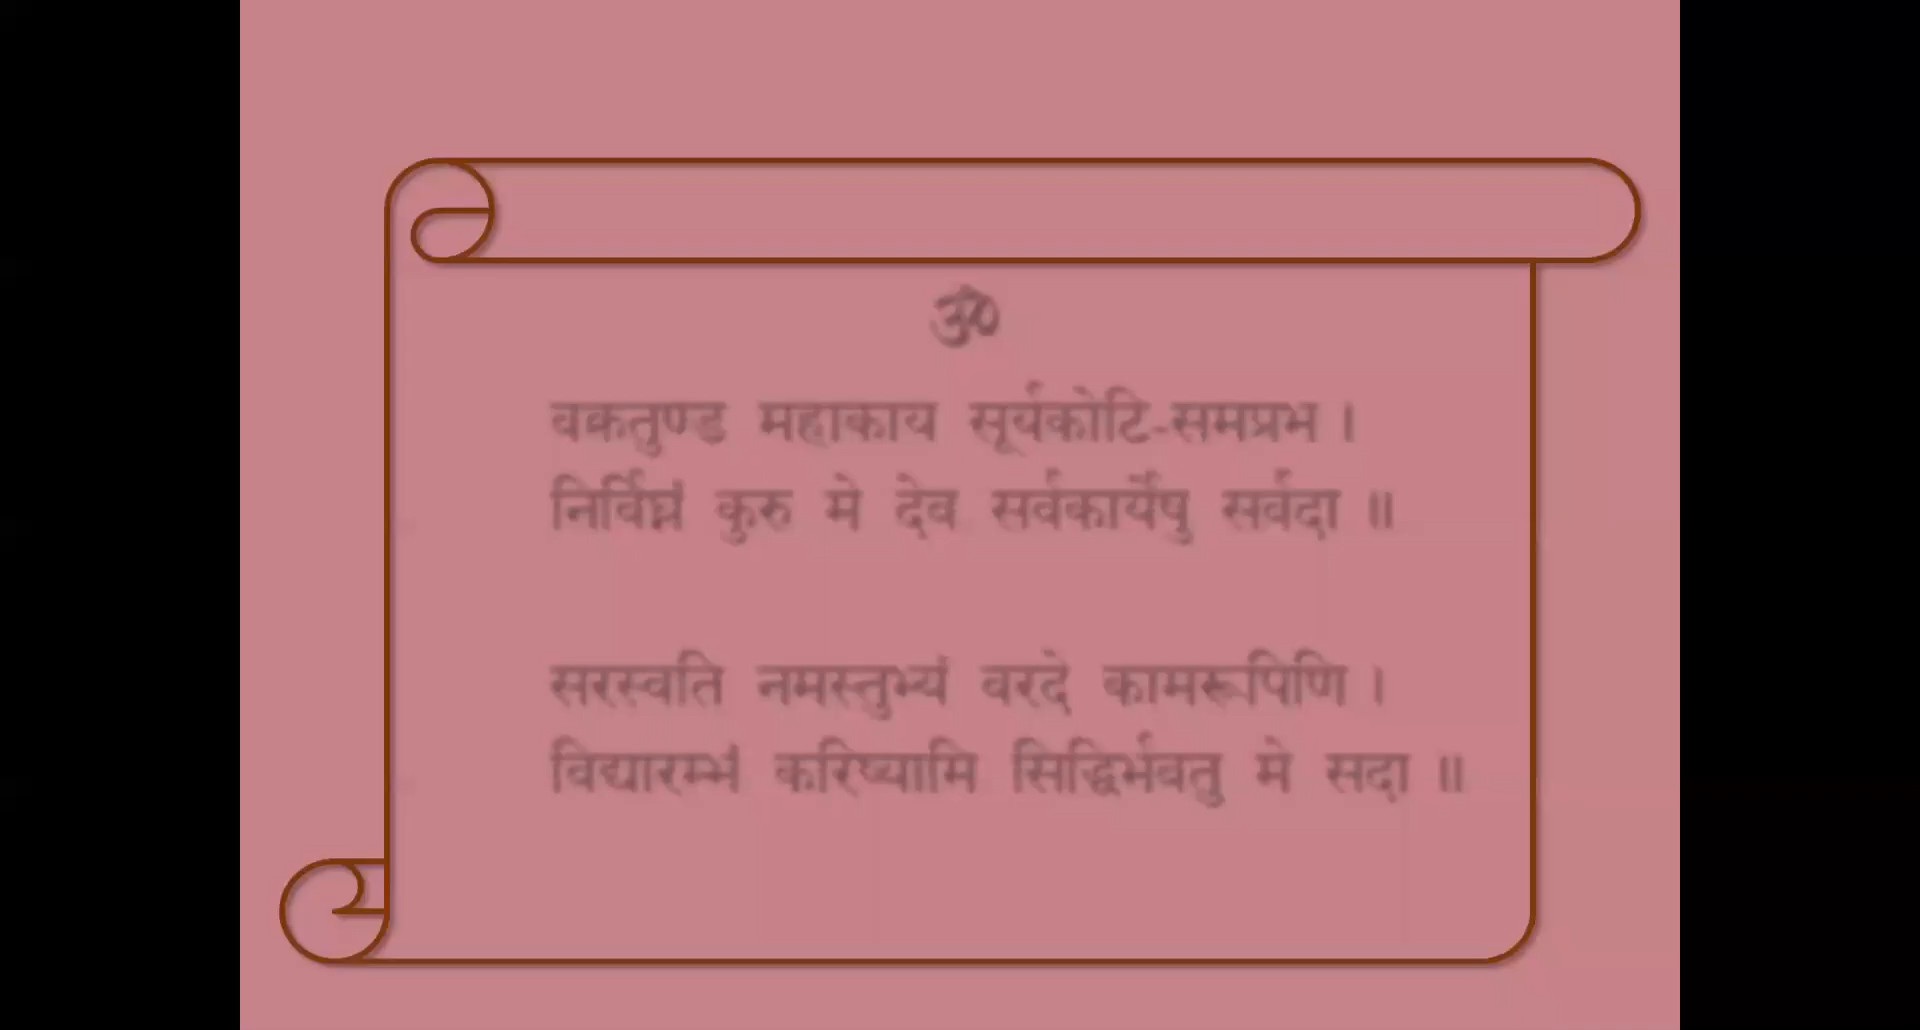 ॐ
वक्रतुण्ड महाकाय सूर्यकोटि-समप्रभ ।
निर्विघ्नं कुरु मे देव सर्वकार्येषु सर्वदा ॥
सरस्वति नमस्तुभ्यं वरदे कामरूपिणि ।
विद्यारम्भं करिष्यामि सिद्धिर्भवतु मे सदा ॥